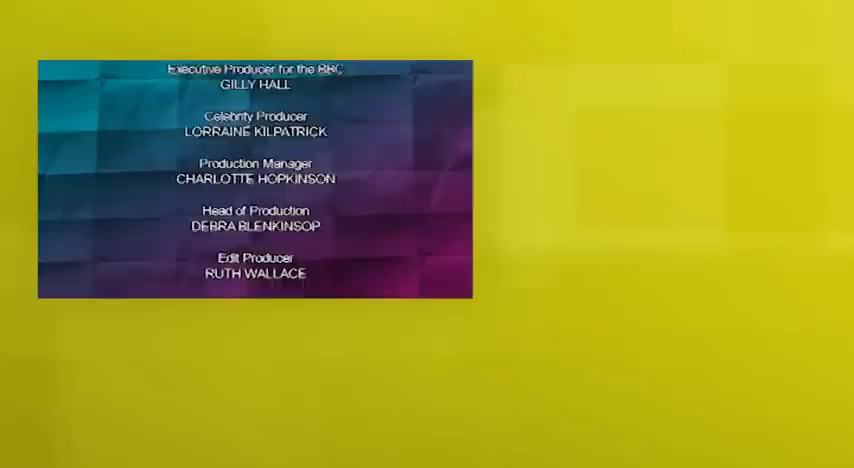 Executive Producer for the BBC
GILLY HALL
Celebrity Producer
LORRAINE KILPATRICK
Production Manager
CHARLOTTE HOPKINSON
Head of Production
DEBRA BLENKINSOP
Edit Producer
RUTH WALLACE